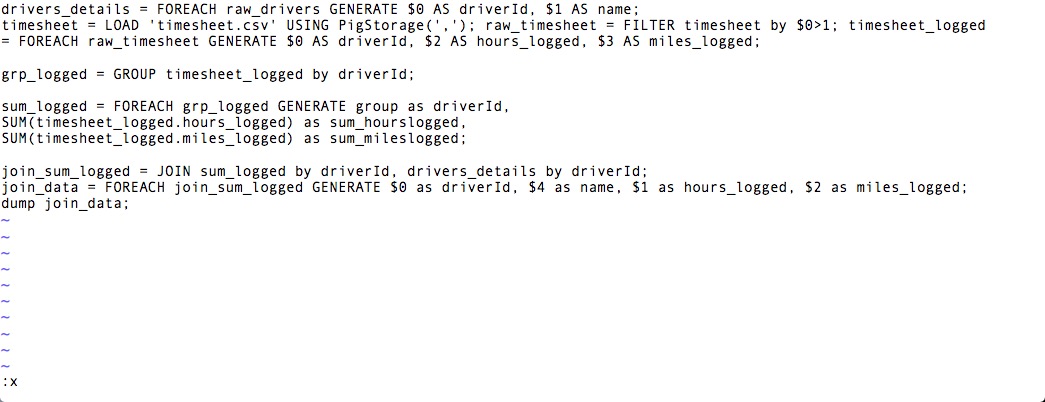 drivers_details = FOREACH raw_drivers GENERATE $0 AS driverId, $1 AS name;
timesheet = LOAD 'timesheet.csv' USING PigStorage(','); raw_timesheet = FILTER timesheet by $0>1; timesheet_logged
= FOREACH raw_timesheet GENERATE $0 AS driverId, $2 AS hours_logged, $3 AS miles_logged;

grp_logged = GROUP timesheet_logged by driverId;

sum_logged = FOREACH grp_logged GENERATE group as driverId,
SUM(timesheet_logged.hours_logged) as sum_hourslogged,
SUM(timesheet_logged.miles_logged) as sum_mileslogged;

join_sum_logged = JOIN sum_logged by driverId, drivers_details by driverId;
join_data = FOREACH join_sum_logged GENERATE $0 as driverId, $4 as name, $1 as hours_logged, $2 as miles_logged;
dump join_data;
~
~
~
~
~
~
~
~
~
~
:x